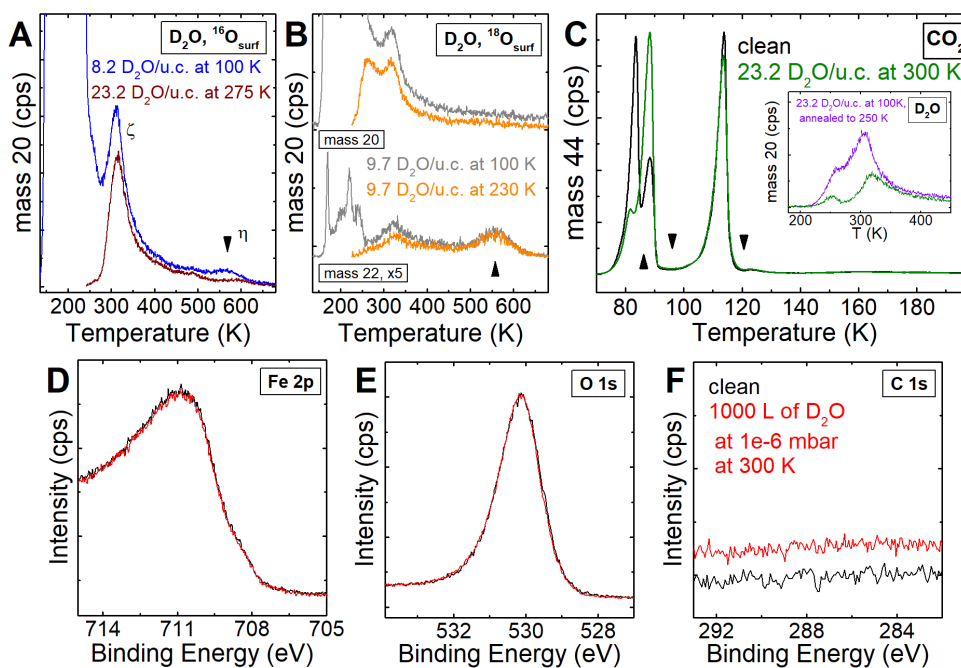 A
D₂O, ¹⁶Osurf
8.2 D₂O/u.c. at 100 K
23.2 D₂O/u.c. at 275 K
ζ
η
mass 20 (cps)
200 300 400 500 600
Temperature (K)
B
D₂O, ¹⁸Osurf
mass 20
9.7 D₂O/u.c. at 100 K
9.7 D₂O/u.c. at 230 K
mass 22, x5
mass 20 (cps)
200 300 400 500 600
Temperature (K)
C
clean
CO₂
23.2 D₂O/u.c. at 300 K
23.2 D₂O/u.c. at 100K,
annealed to 250 K
D₂O
mass 20 (cps)
200 300 400
T (K)
mass 44 (cps)
80 100 120 140 160 180
Temperature (K)
D
Fe 2p
Intensity (cps)
714 711 708 705
Binding Energy (eV)
E
O 1s
Intensity (cps)
532 530 528
Binding Energy (eV)
F
clean
C 1s
1000 L of D₂O
at 1e-6 mbar
at 300 K
Intensity (cps)
292 288 284
Binding Energy (eV)